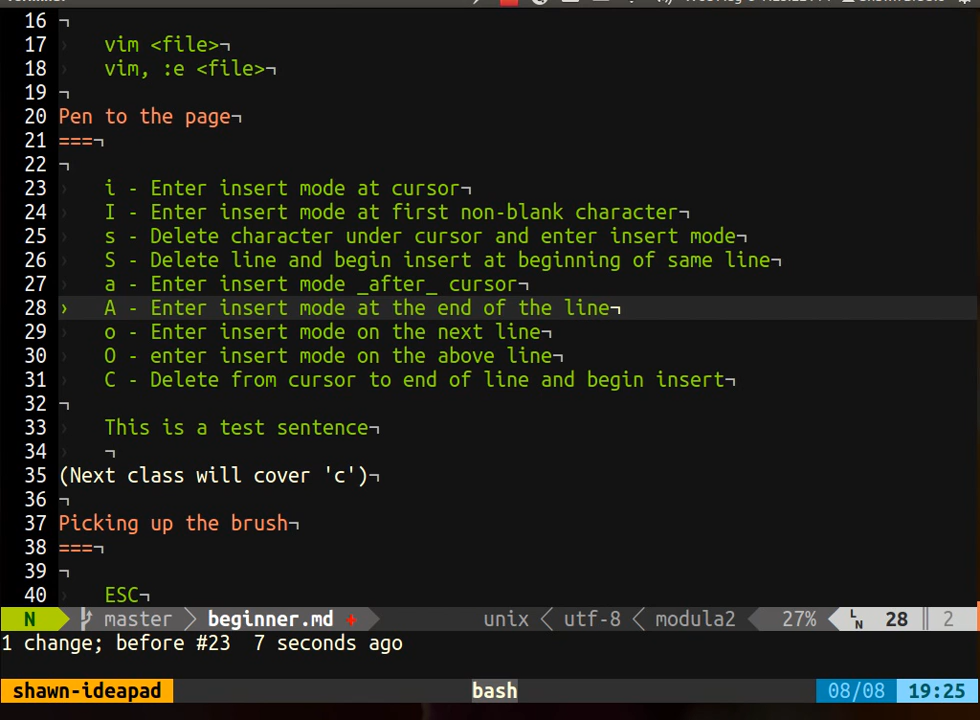 16 ¬
17 vim <file>¬
18 vim, :e <file>¬
19 ¬
20 Pen to the page¬
21 ===¬
22 ¬
23 i - Enter insert mode at cursor¬
24 I - Enter insert mode at first non-blank character¬
25 s - Delete character under cursor and enter insert mode¬
26 S - Delete line and begin insert at beginning of same line¬
27 a - Enter insert mode _after_ cursor¬
28 › A - Enter insert mode at the end of the line¬
29 o - Enter insert mode on the next line¬
30 O - enter insert mode on the above line¬
31 C - Delete from cursor to end of line and begin insert¬
32 ¬
33 This is a test sentence¬
34 ¬
35 (Next class will cover 'c')¬
36 ¬
37 Picking up the brush¬
38 ===¬
39 ¬
40 ESC¬
N master beginner.md unix utf-8 modula2 27% LN 28 2
1 change; before #23 7 seconds ago
shawn-ideapad bash 08/08 19:25